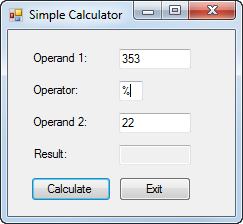 Simple Calculator
Operand 1: 353
Operator: %
Operand 2: 22
Result:
Calculate Exit